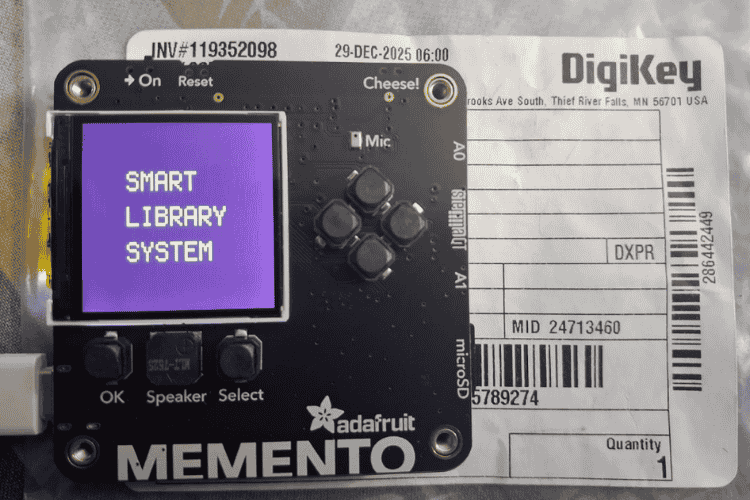 INV#119352098
29-DEC-2025 06:00
DigiKey
rooks Ave South, Thief River Falls, MN 56701 USA
On
Reset
Cheese!
Mic
A0
SMART
LIBRARY
SYSTEM
A1
DXPR
286442449
MID 24713460
microSD
5789274
OK
Speaker
Select
adafruit
MEMENTO
Quantity
1